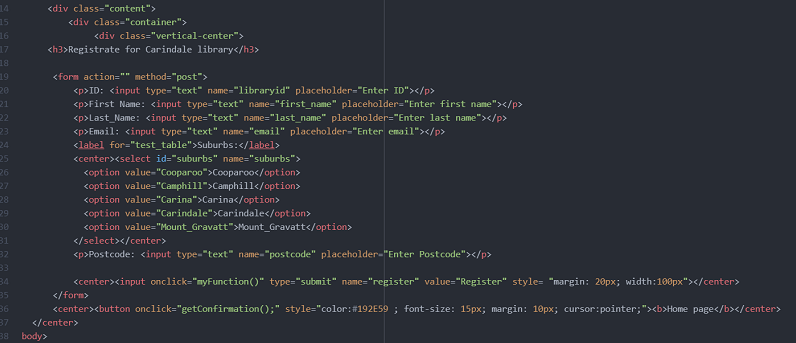 14 <div class="content">
15 <div class="container">
16 <div class="vertical-center">
17 <h3>Registrate for Carindale library</h3>
18
19 <form action="" method="post">
20 <p>ID: <input type="text" name="libraryid" placeholder="Enter ID"></p>
21 <p>First Name: <input type="text" name="first_name" placeholder="Enter first name"></p>
22 <p>Last_Name: <input type="text" name="last_name" placeholder="Enter last name"></p>
23 <p>Email: <input type="text" name="email" placeholder="Enter email"></p>
24 <label for="test_table">Suburbs:</label>
25 <center><select id="suburbs" name="suburbs">
26 <option value="Cooparoo">Cooparoo</option>
27 <option value="Camphill">Camphill</option>
28 <option value="Carina">Carina</option>
29 <option value="Carindale">Carindale</option>
30 <option value="Mount_Gravatt">Mount_Gravatt</option>
31 </select></center>
32 <p>Postcode: <input type="text" name="postcode" placeholder="Enter Postcode"></p>
33
34 <center><input onclick="myFunction()" type="submit" name="register" value="Register" style= "margin: 20px; width:100px"></center>
35 </form>
36 <center><button onclick="getConfirmation();" style="color:#192E59 ; font-size: 15px; margin: 10px; cursor:pointer;"><b>Home page</b></center>
37 </center>
38 body>